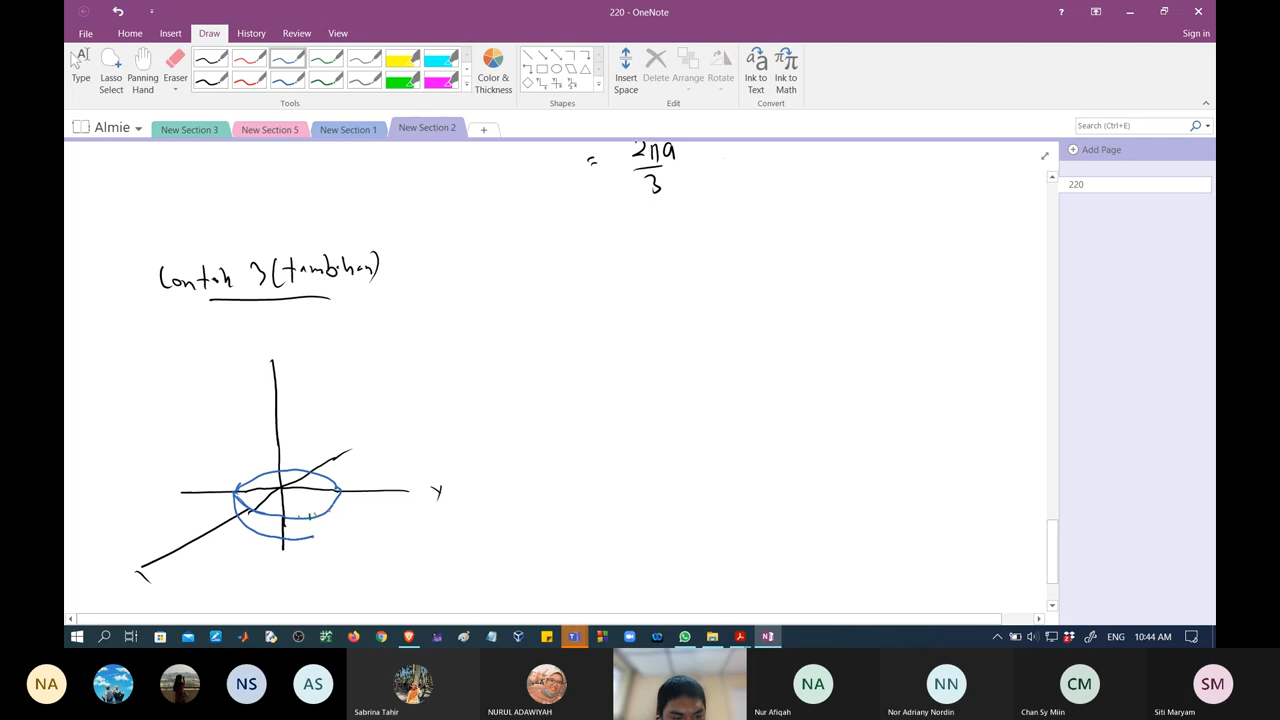 220 - OneNote
?
Sign in
File
Home
Insert
Draw
History
Review
View
Type
Lasso Select
Panning Hand
Eraser
Color & Thickness
Insert Space
Delete
Arrange
Rotate
Ink to Text
Ink to Math
Tools
Shapes
Edit
Convert
Almie
New Section 3
New Section 5
New Section 1
New Section 2
Search (Ctrl+E)
Add Page
220
= 2πa
3
Contoh 3 (tambahan)
y
x
ENG
10:44 AM
NA
NS
AS
NA
NN
CM
SM
Sabrina Tahir
NURUL ADAWIYAH
Nur Afiqah
Nor Adriany Nordin
Chan Sy Miin
Siti Maryam